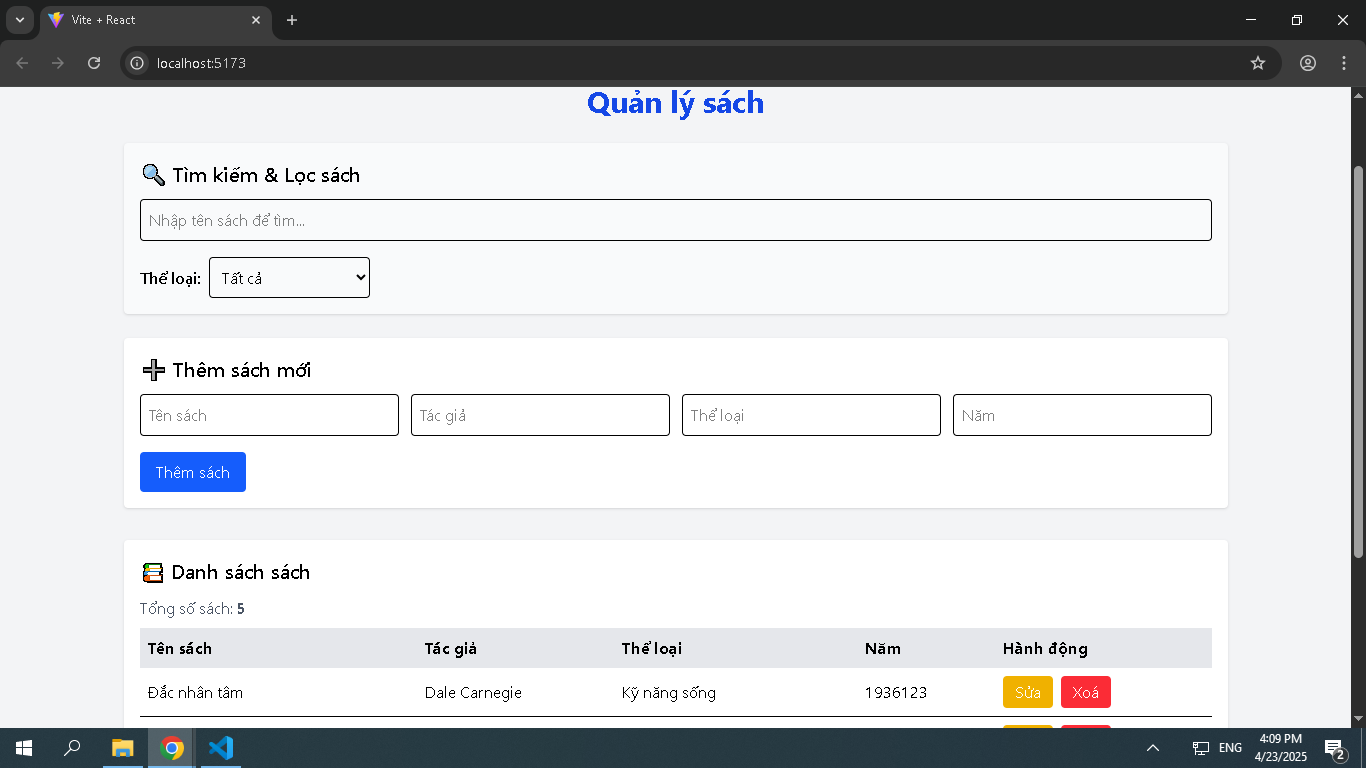 Vite + React
localhost:5173
Quản lý sách
Tìm kiếm & Lọc sách
Nhập tên sách để tìm...
Thể loại: Tất cả
Thêm sách mới
Tên sách Tác giả Thể loại Năm
Thêm sách
Danh sách sách
Tổng số sách: 5
Tên sách Tác giả Thể loại Năm Hành động
Đắc nhân tâm Dale Carnegie Kỹ năng sống 1936123 Sửa Xoá
ENG
4:09 PM
4/23/2025
2